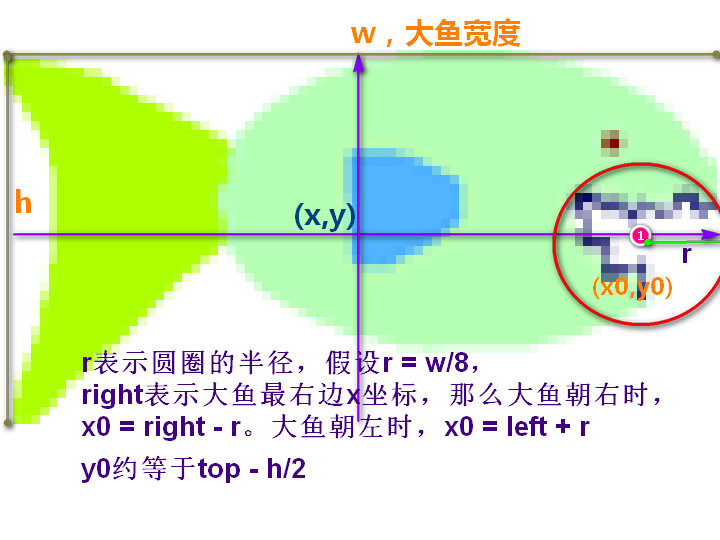 w，大鱼宽度
h
(x,y)
1
r
(x0,y0)
r表示圆圈的半径，假设r = w/8，
right表示大鱼最右边x坐标，那么大鱼朝右时，
x0 = right - r。大鱼朝左时，x0 = left + r
y0约等于top - h/2